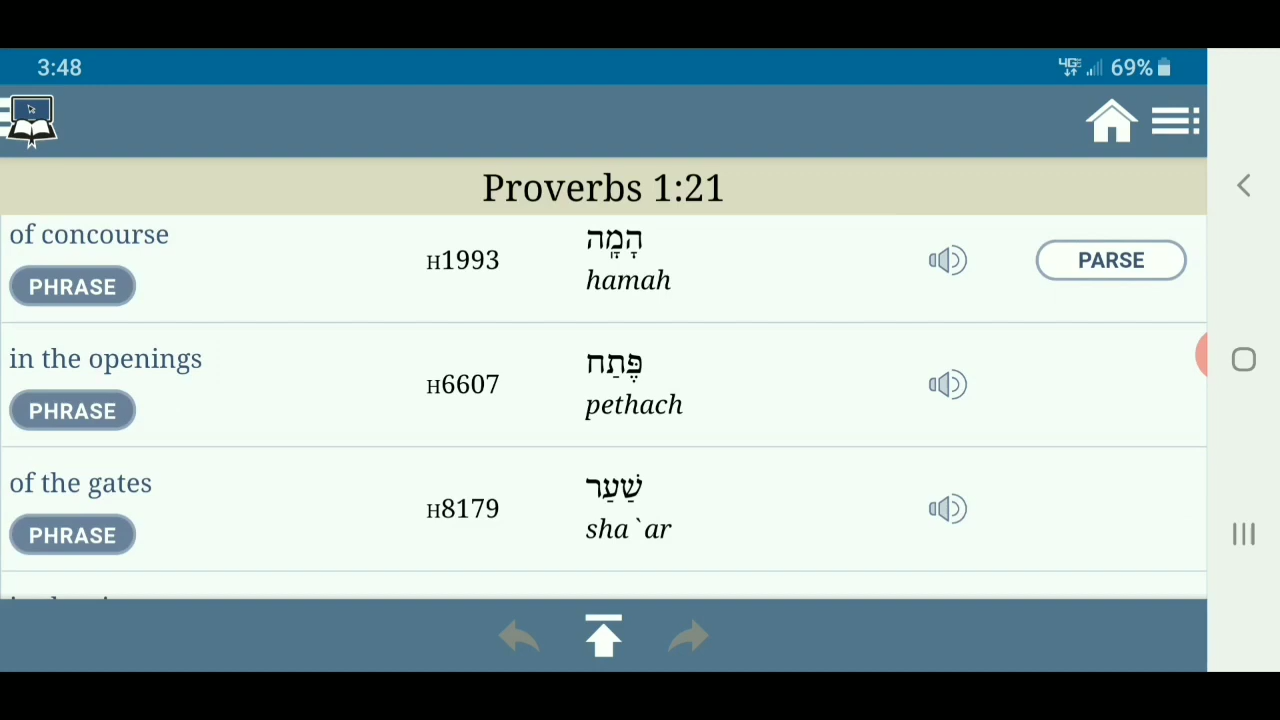 3:48
4GE 69%
Proverbs 1:21
of concourse
PHRASE
H1993
הָמָה
hamah
PARSE
in the openings
PHRASE
H6607
פֶּתַח
pethach
of the gates
PHRASE
H8179
שַׁעַר
sha`ar